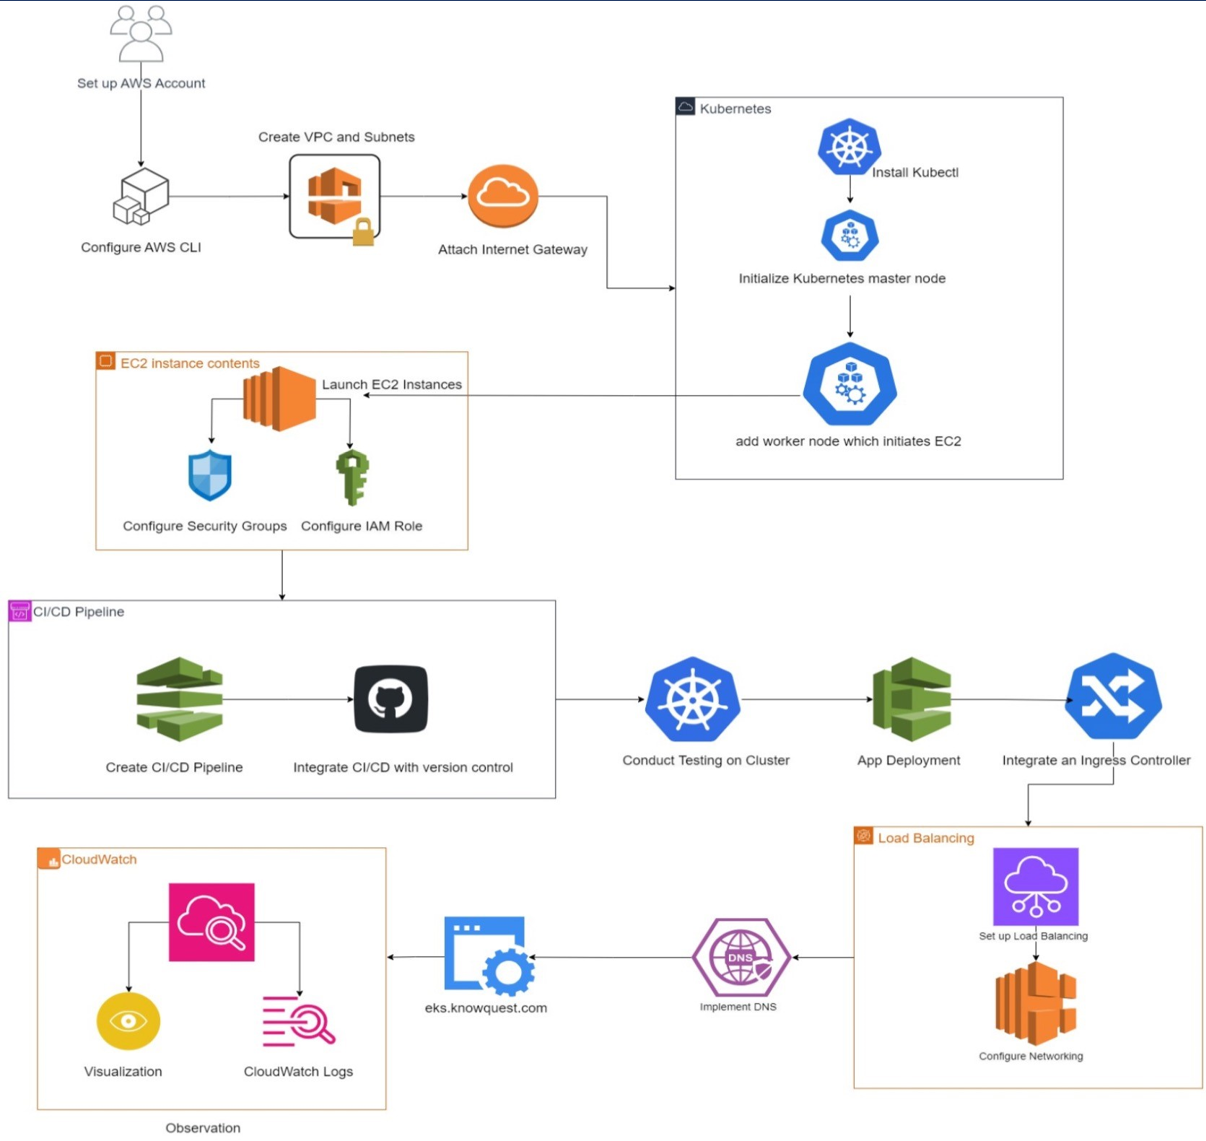 Set up AWS Account
Create VPC and Subnets
Configure AWS CLI
Attach Internet Gateway
Kubernetes
Install Kubectl
Initialize Kubernetes master node
add worker node which initiates EC2
EC2 instance contents
Launch EC2 Instances
Configure Security Groups
Configure IAM Role
CI/CD Pipeline
Create CI/CD Pipeline
Integrate CI/CD with version control
Conduct Testing on Cluster
App Deployment
Integrate an Ingress Controller
Load Balancing
Set up Load Balancing
Configure Networking
DNS
Implement DNS
eks.knowquest.com
CloudWatch
Visualization
CloudWatch Logs
Observation